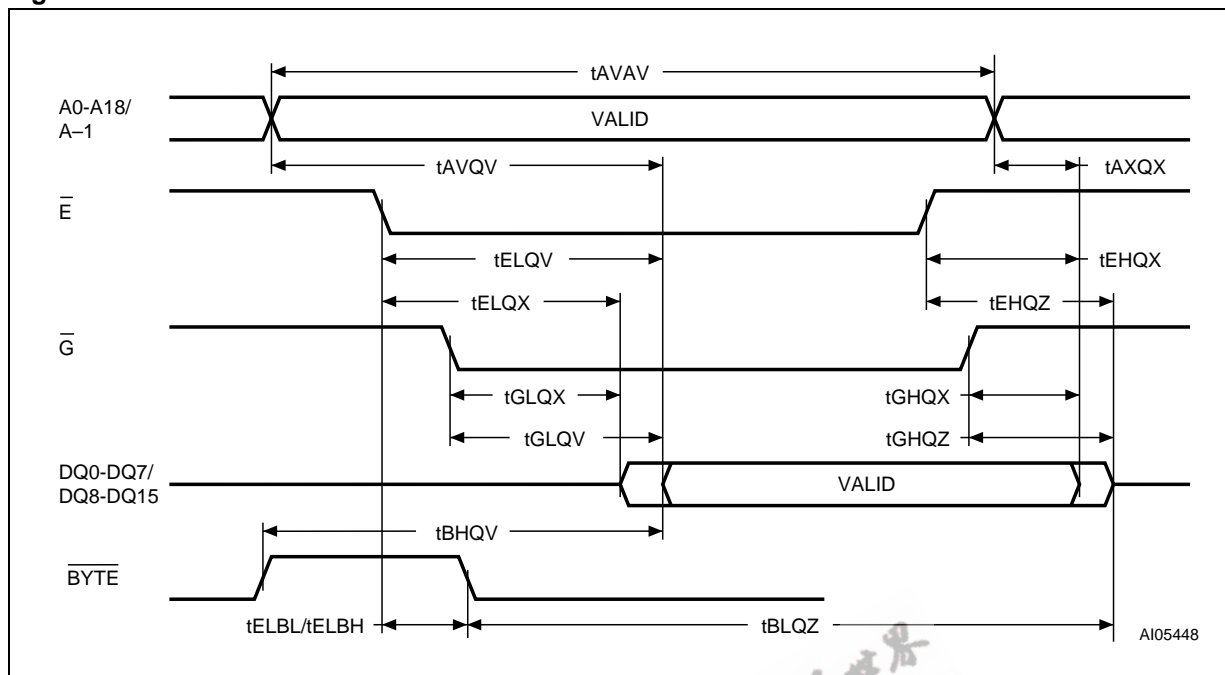 tAVAV
A0-A18/
A–1
VALID
tAVQV
tAXQX
E
tELQV
tEHQX
tELQX
tEHQZ
G
tGLQX
tGHQX
tGLQV
tGHQZ
DQ0-DQ7/
DQ8-DQ15
VALID
tBHQV
BYTE
tELBL/tELBH
tBLQZ
AI05448